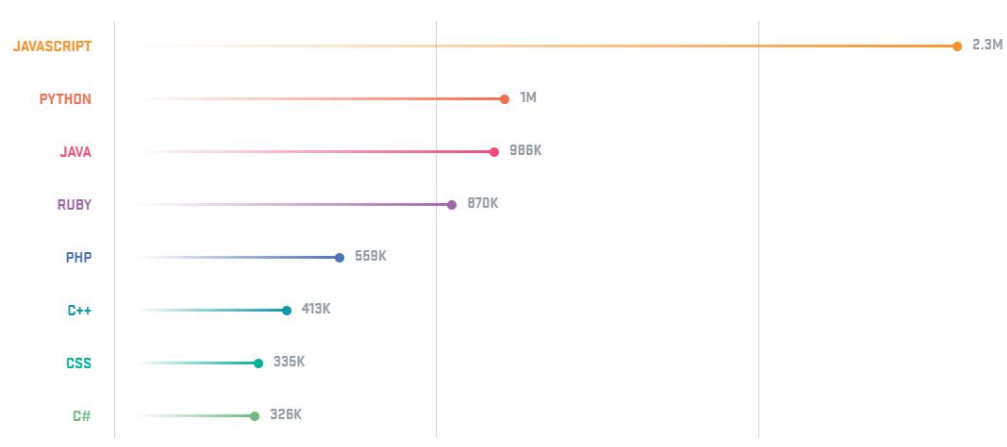 JAVASCRIPT 2.3M
PYTHON 1M
JAVA 986K
RUBY 870K
PHP 559K
C++ 413K
CSS 335K
C# 326K